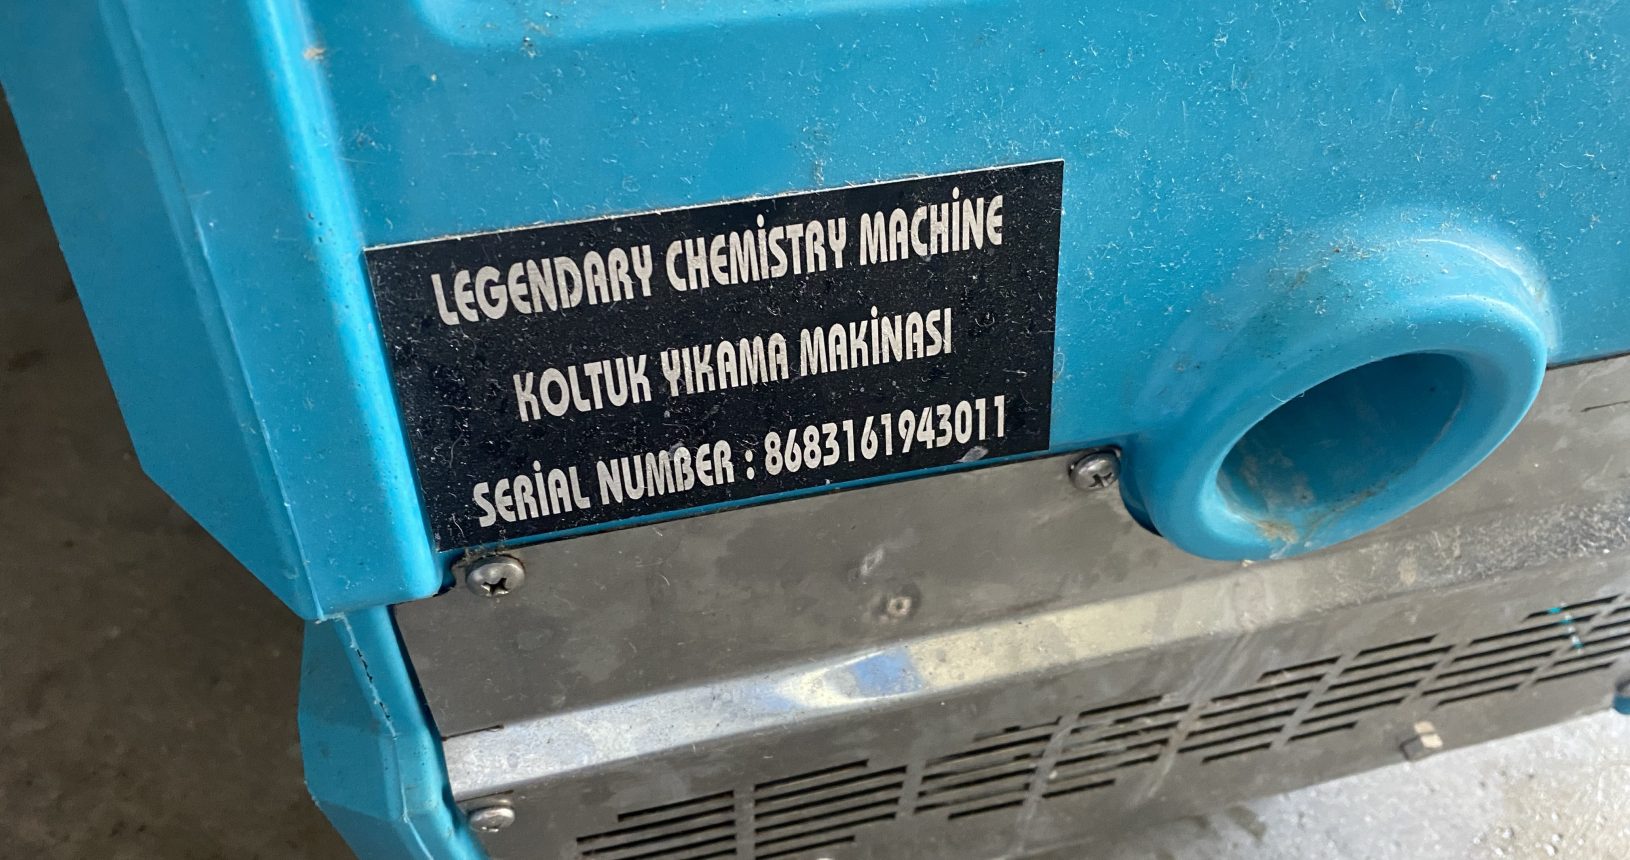 LEGENDARY CHEMİSTRY MACHİNE
KOLTUK YIKAMA MAKİNASI
SERİAL NUMBER : 8683161943011